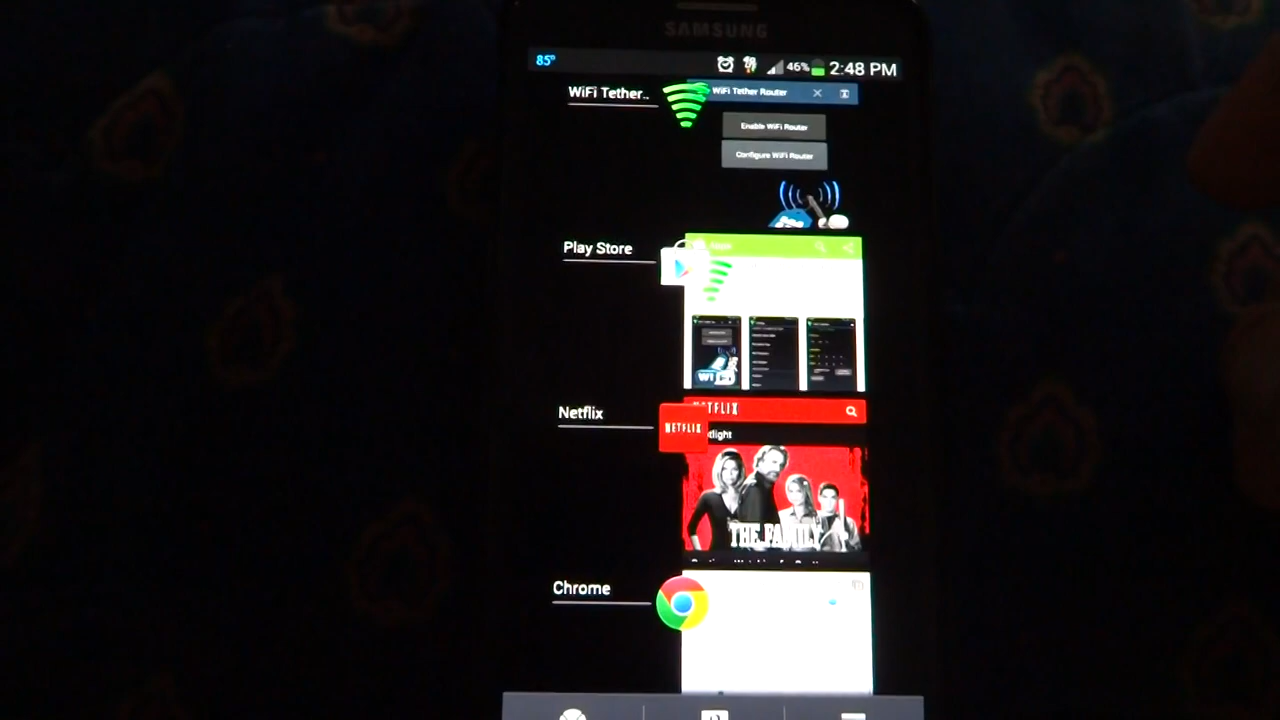 SAMSUNG
85° 46% 2:48 PM
WiFi Tether..
WiFi Tether Router
Enable WiFi Router
Configure WiFi Router
Play Store
Netflix
NETFLIX
NETFLIX
THE FAMILY
Chrome